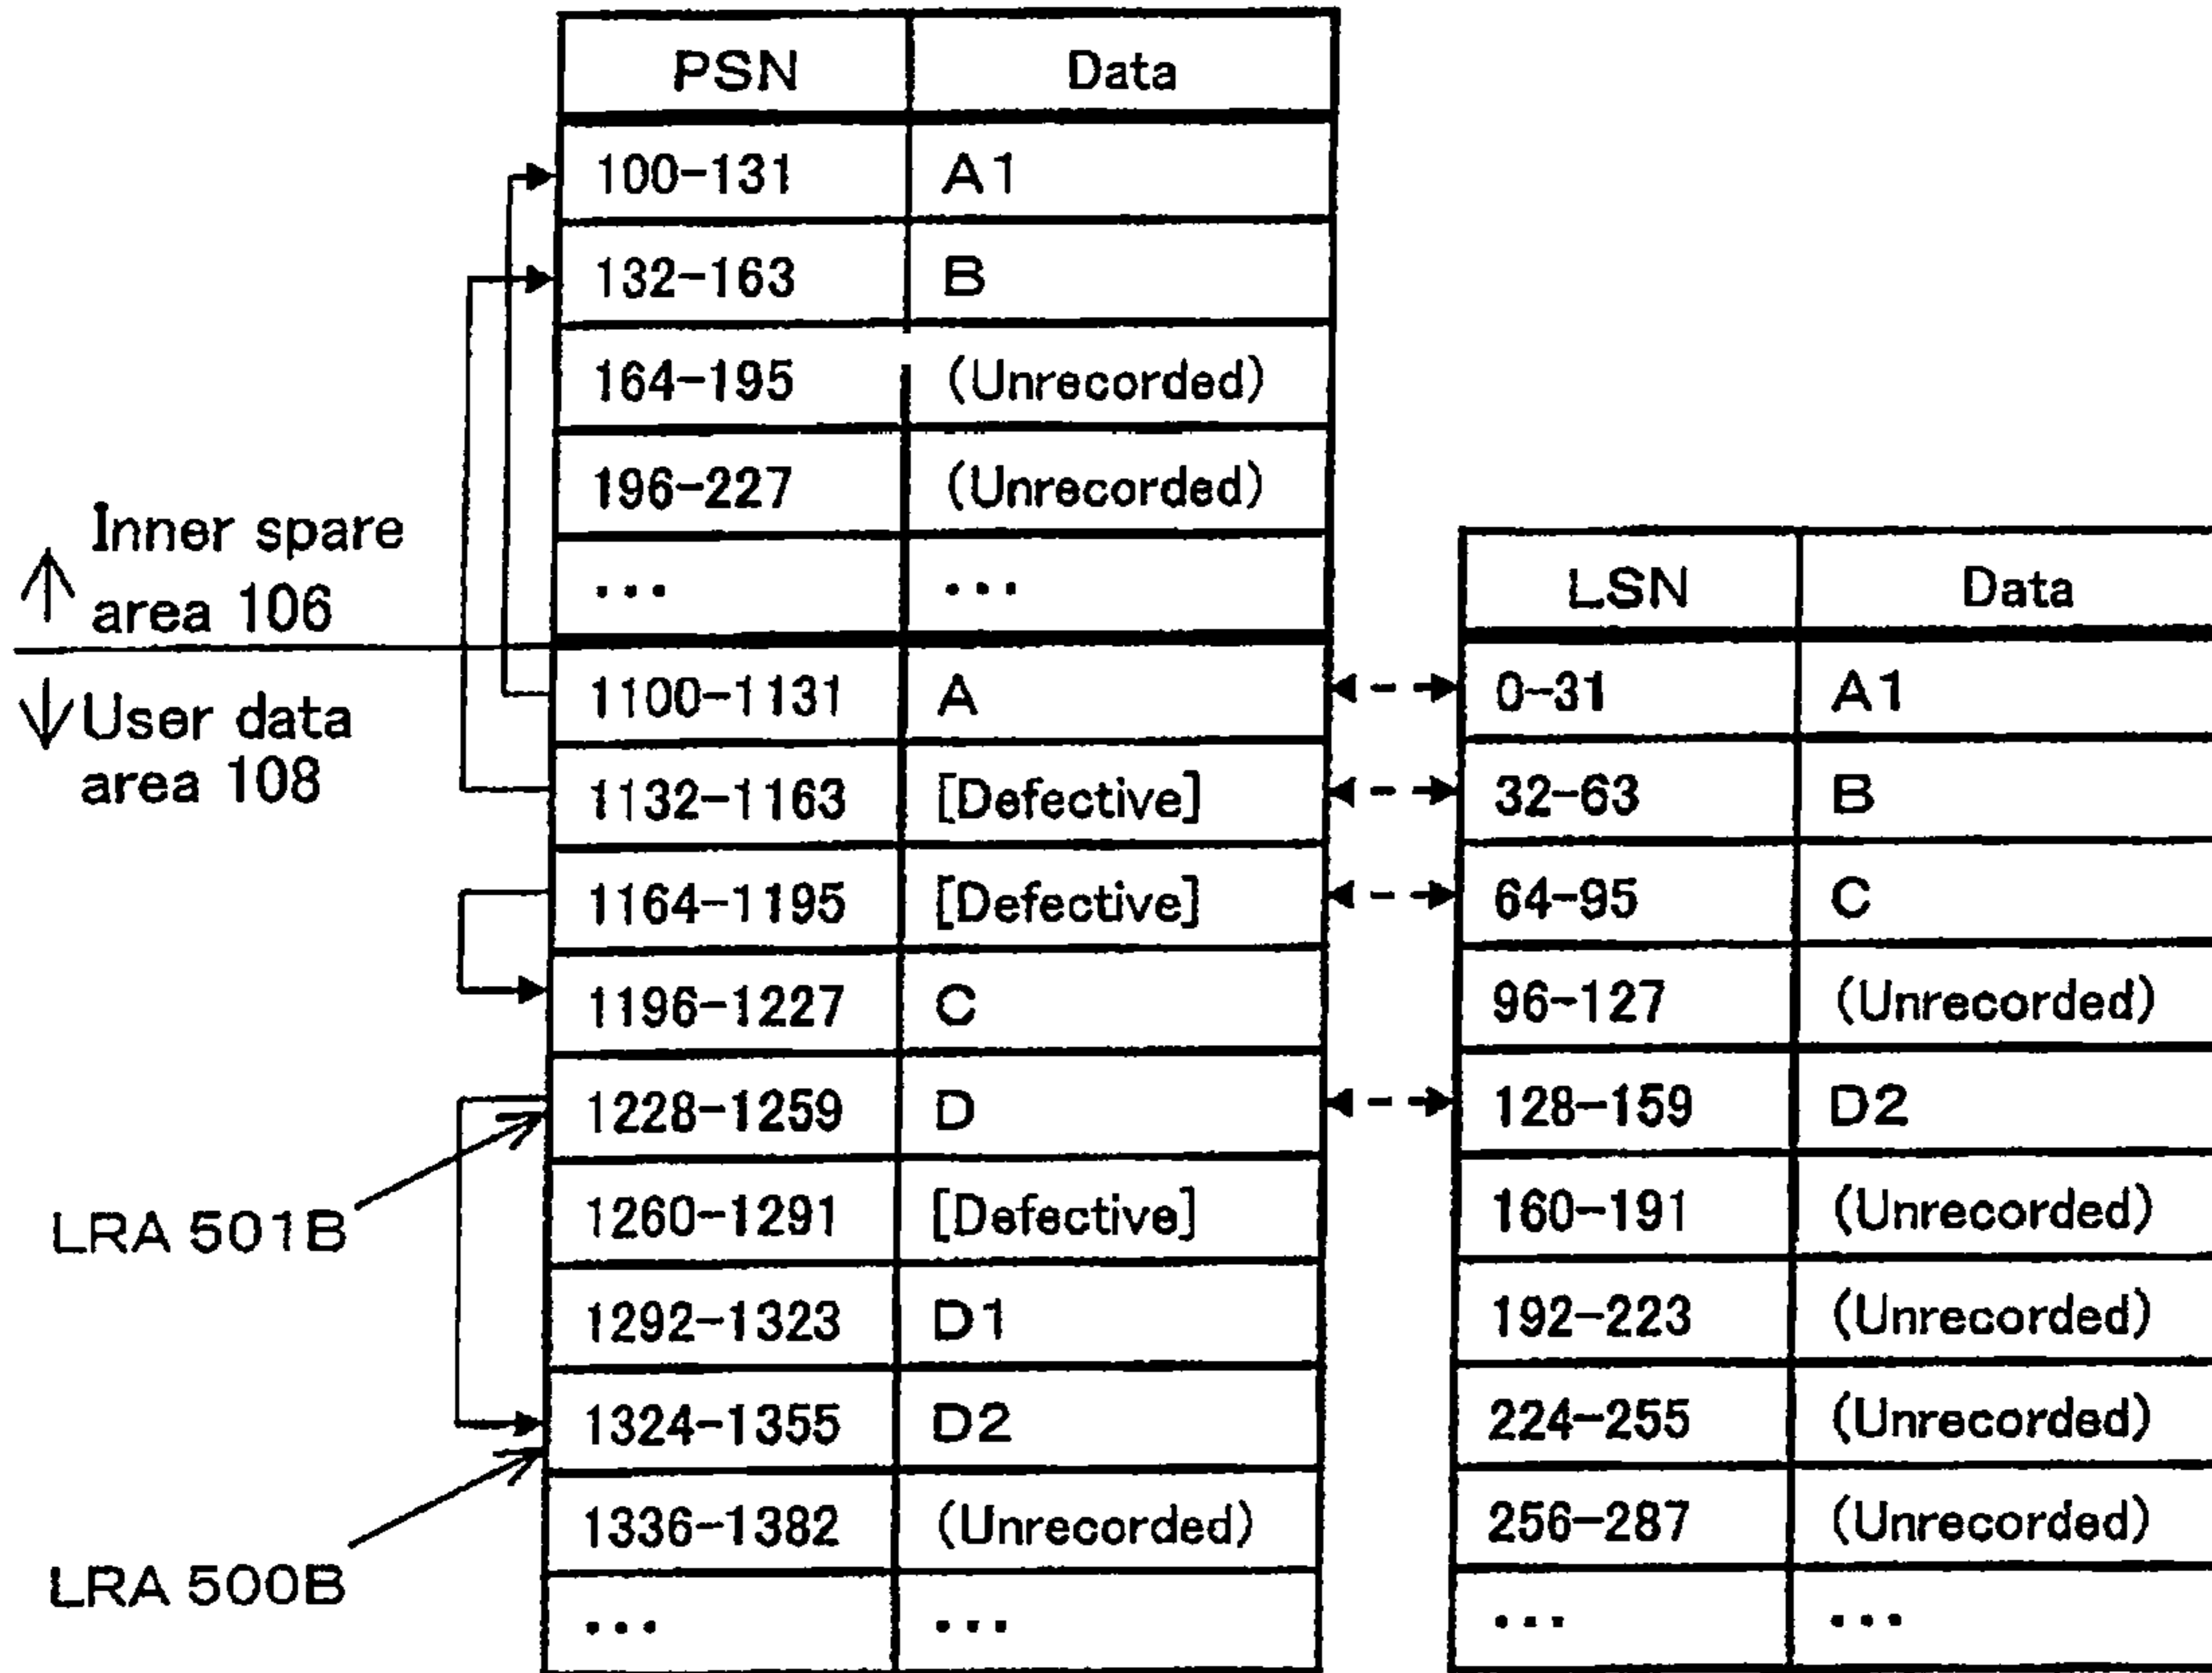 PSN Data
100-131 A1
132-163 B
164-195 (Unrecorded)
196-227 (Unrecorded)
... ...
Inner spare
area 106
User data
area 108
1100-1131 A
1132-1163 [Defective]
1164-1195 [Defective]
1196-1227 C
1228-1259 D
1260-1291 [Defective]
1292-1323 D1
1324-1355 D2
1336-1382 (Unrecorded)
... ...
LRA 501B
LRA 500B
LSN Data
0-31 A1
32-63 B
64-95 C
96-127 (Unrecorded)
128-159 D2
160-191 (Unrecorded)
192-223 (Unrecorded)
224-255 (Unrecorded)
256-287 (Unrecorded)
... ...